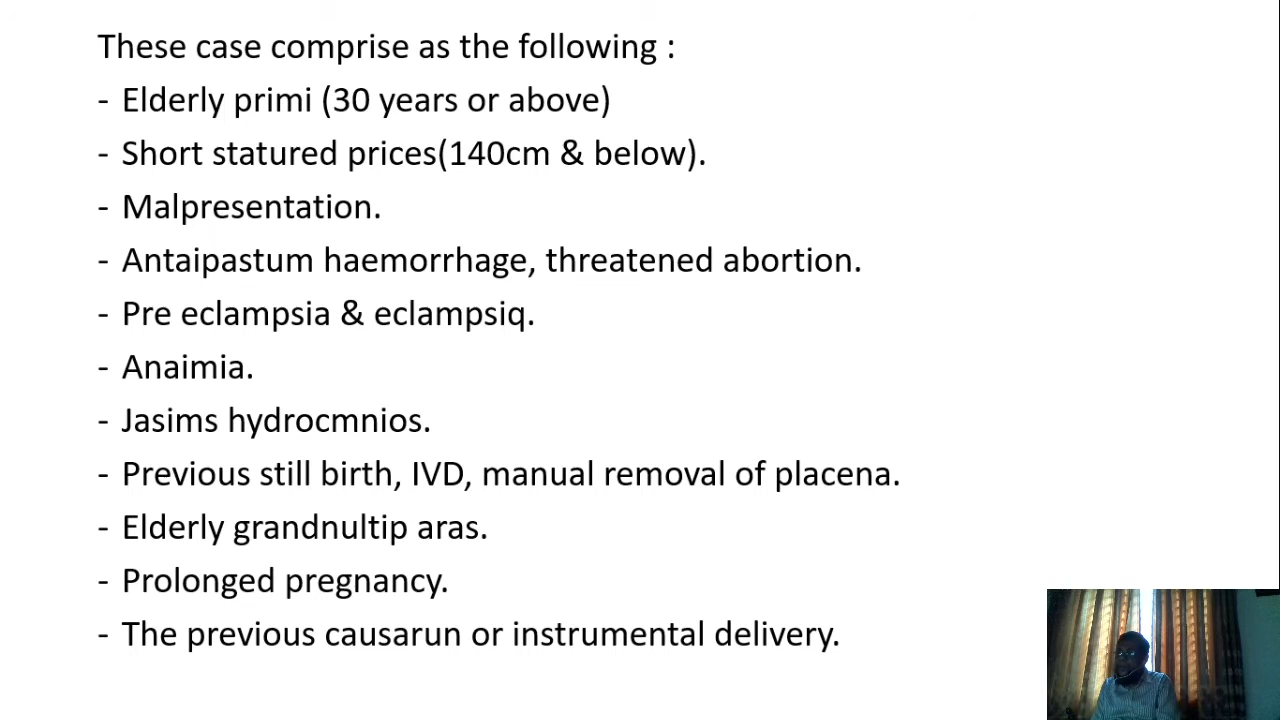 These case comprise as the following :
- Elderly primi (30 years or above)
- Short statured prices(140cm & below).
- Malpresentation.
- Antaipastum haemorrhage, threatened abortion.
- Pre eclampsia & eclampsiq.
- Anaimia.
- Jasims hydrocmnios.
- Previous still birth, IVD, manual removal of placena.
- Elderly grandnultip aras.
- Prolonged pregnancy.
- The previous causarun or instrumental delivery.